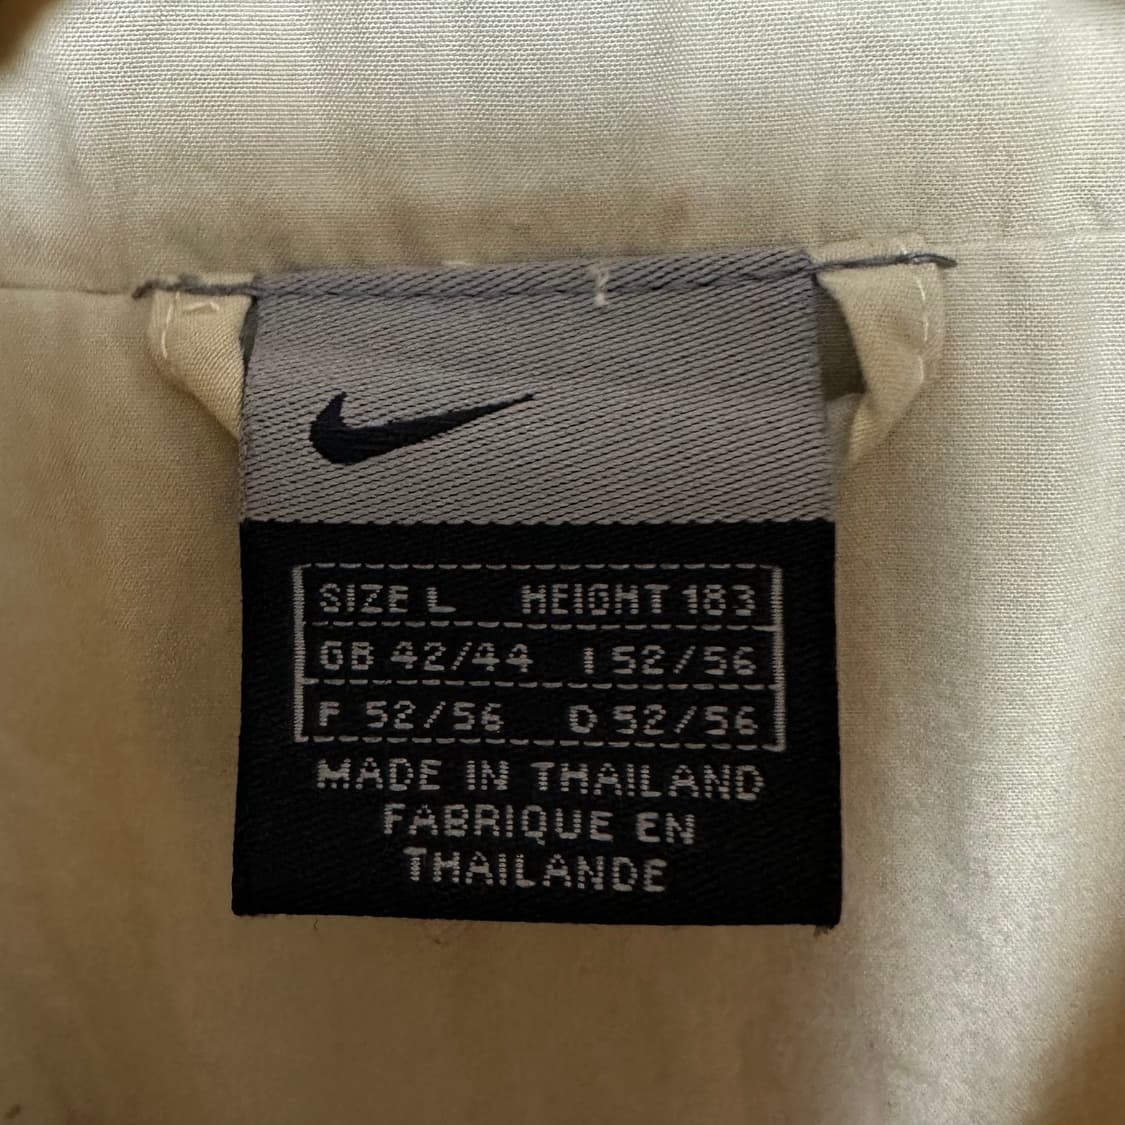 SIZE L HEIGHT 183
GB 42/44 I 52/56
F 52/56 D 52/56
MADE IN THAILAND
FABRIQUE EN
THAILANDE